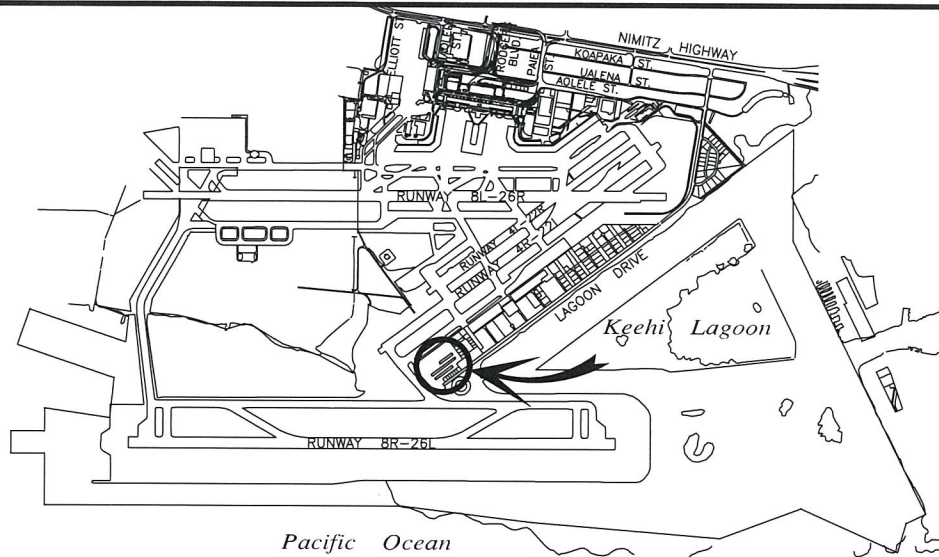 ELLIOTT ST.
ST.
RODGERS
BLVD.
PAIEA
ST.
NIMITZ HIGHWAY
KOAPAKA ST.
UALENA ST.
AOLELE ST.
RUNWAY 8L-26R
RUNWAY 4L-22R
RUNWAY 4R-22L
LAGOON DRIVE
Keehi Lagoon
RUNWAY 8R-26L
Pacific Ocean